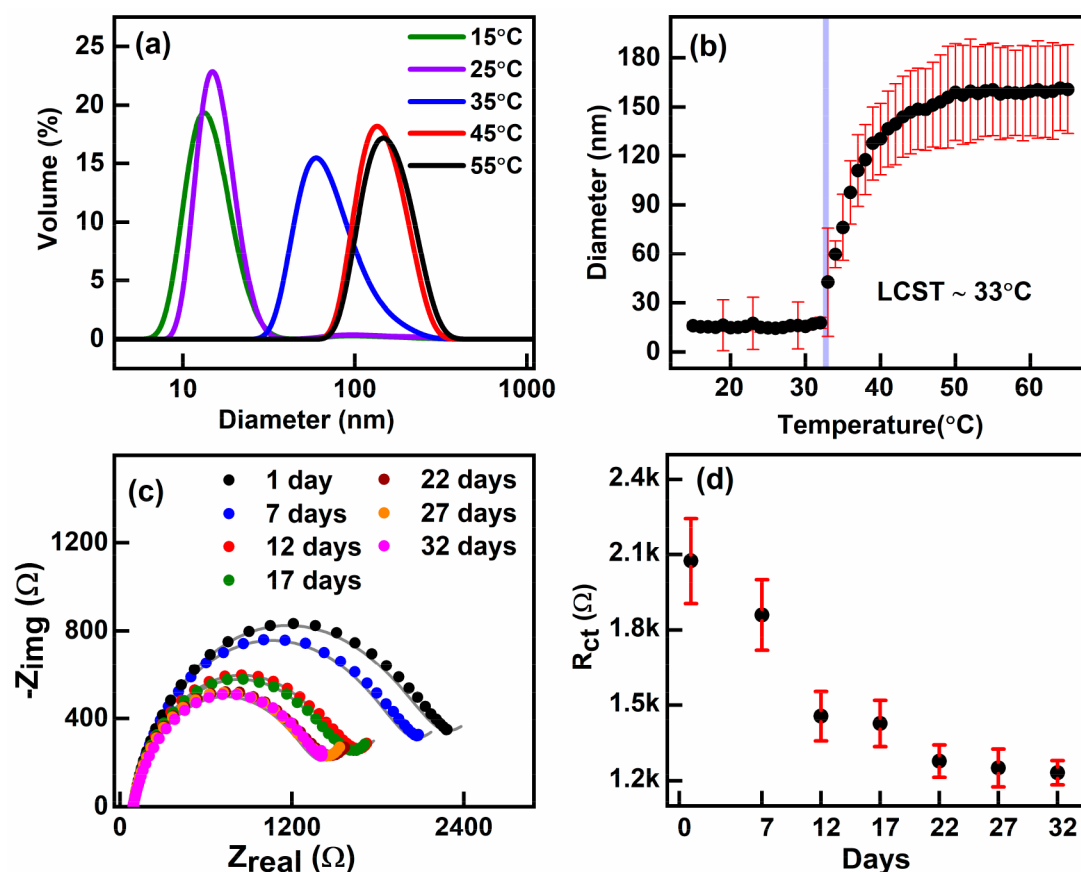 (a)
15°C
25°C
35°C
45°C
55°C
Volume (%)
25
20
15
10
5
0
10
100
1000
Diameter (nm)
(b)
Diameter (nm)
180
150
120
90
60
30
0
LCST ~ 33°C
20
30
40
50
60
Temperature(°C)
(c)
1 day
22 days
7 days
27 days
12 days
32 days
17 days
-Zimg (Ω)
1200
800
400
0
0
1200
2400
Zreal (Ω)
(d)
Rct (Ω)
2.4k
2.1k
1.8k
1.5k
1.2k
0
7
12
17
22
27
32
Days